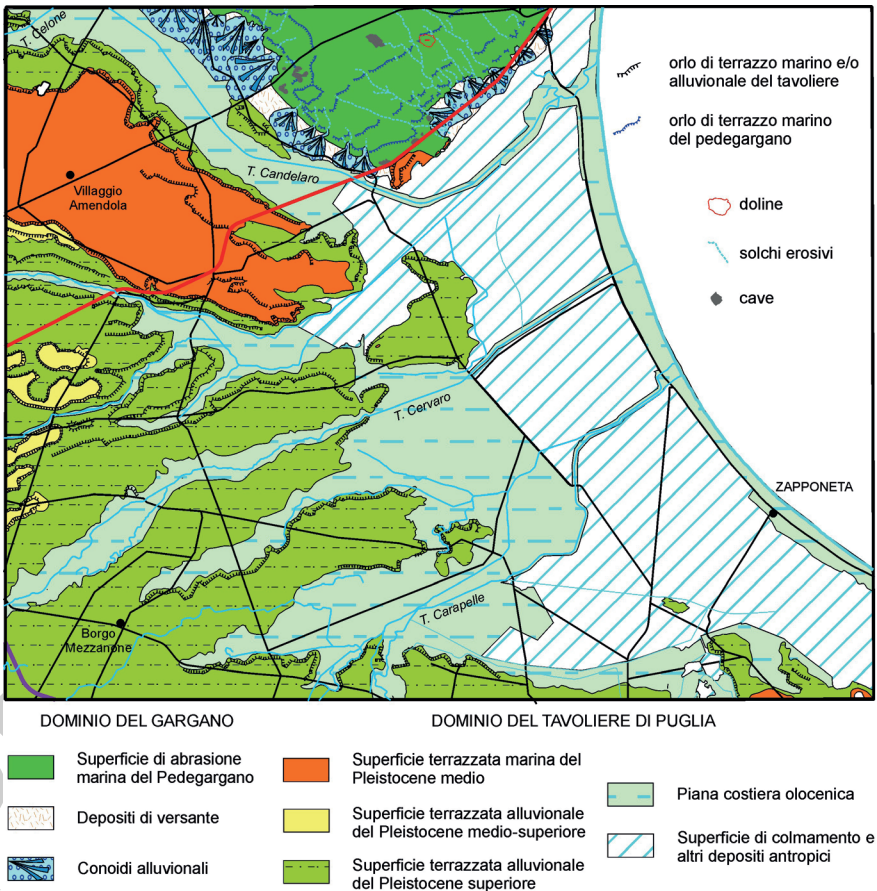 T. Celone
orlo di terrazzo marino e/o
alluvionale del tavoliere
orlo di terrazzo marino
del pedegargano
T. Candelaro
Villaggio
Amendola
doline
solchi erosivi
cave
T. Cervaro
ZAPPONETA
T. Carapelle
Borgo
Mezzanone
DOMINIO DEL GARGANO
DOMINIO DEL TAVOLIERE DI PUGLIA
Superficie di abrasione
marina del Pedegargano
Depositi di versante
Conoidi alluvionali
Superficie terrazzata marina del
Pleistocene medio
Superficie terrazzata alluvionale
del Pleistocene medio-superiore
Superficie terrazzata alluvionale
del Pleistocene superiore
Piana costiera olocenica
Superficie di colmamento e
altri depositi antropici